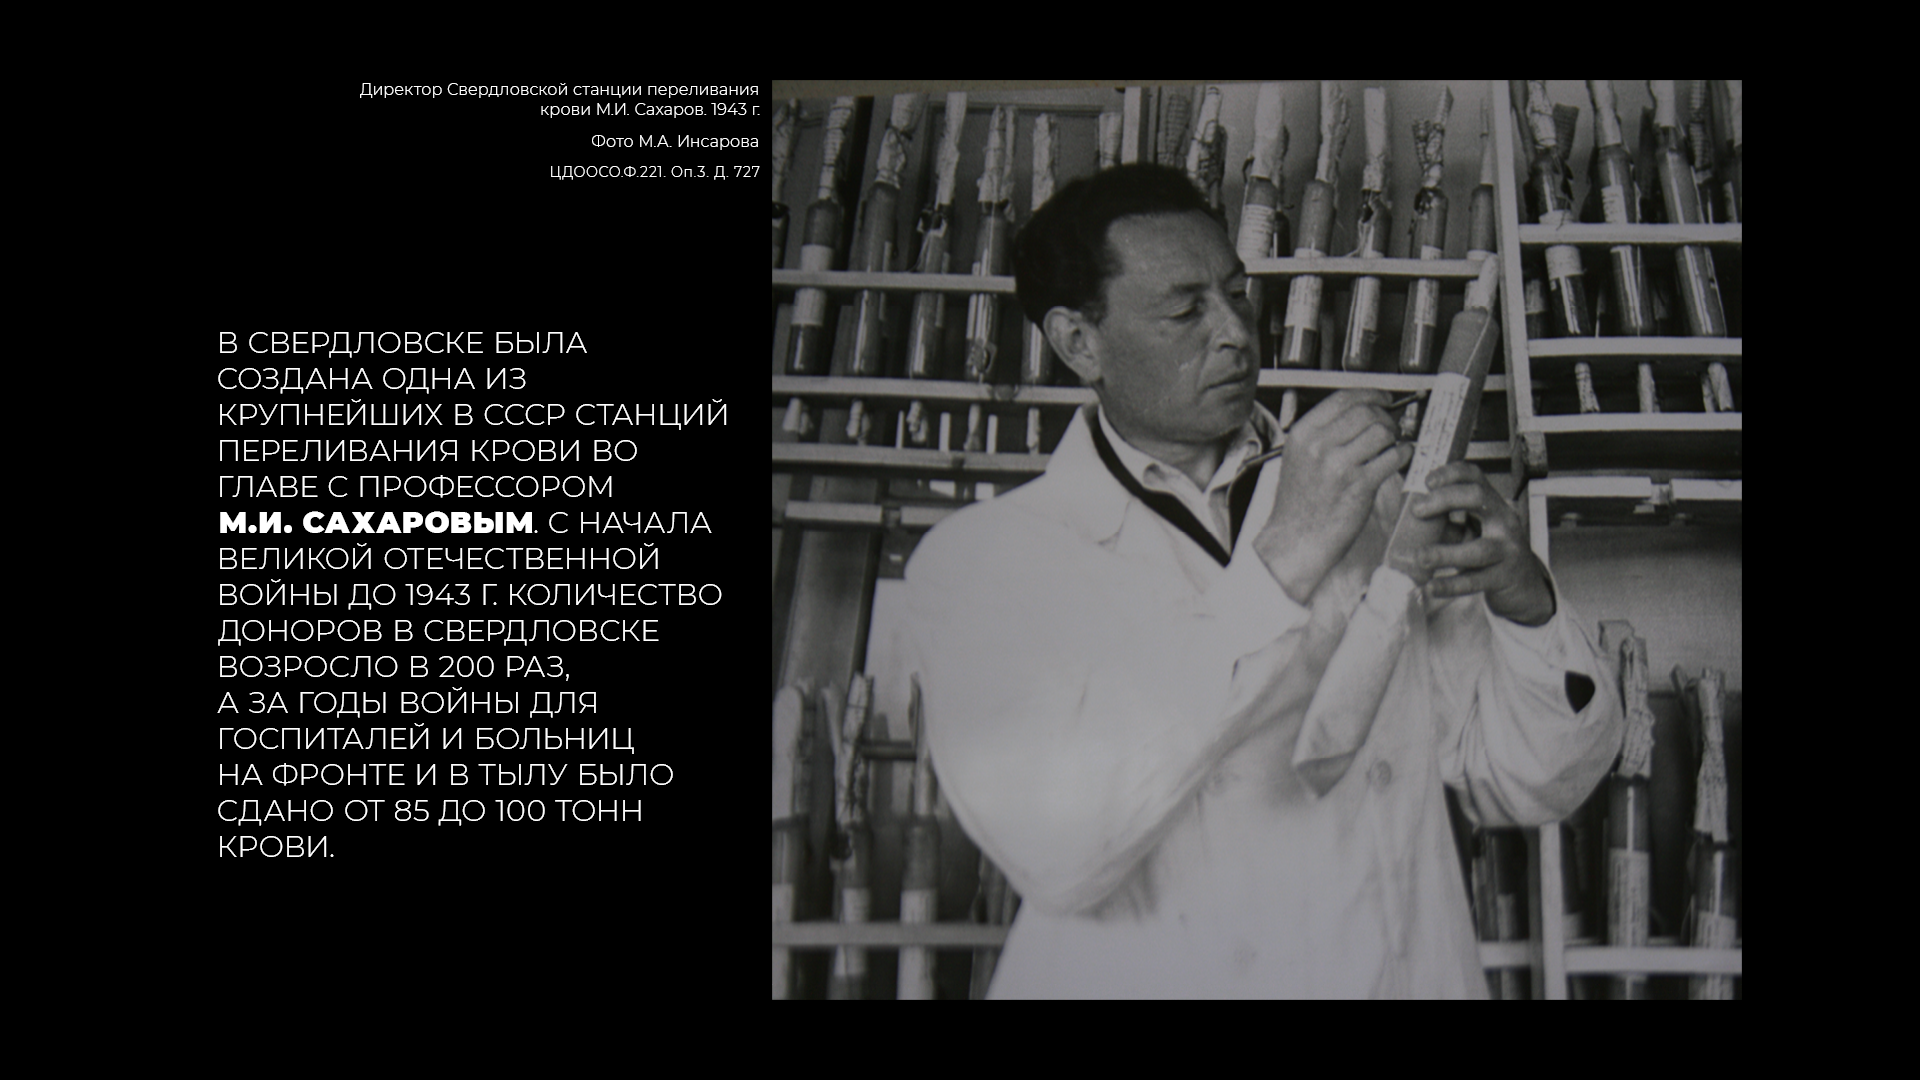 Директор Свердловской станции переливания
крови М.И. Сахаров. 1943 г.
Фото М.А. Инсарова
ЦДООСО.Ф.221. Оп.3. Д. 727
В СВЕРДЛОВСКЕ БЫЛА
СОЗДАНА ОДНА ИЗ
КРУПНЕЙШИХ В СССР СТАНЦИЙ
ПЕРЕЛИВАНИЯ КРОВИ ВО
ГЛАВЕ С ПРОФЕССОРОМ
М.И. САХАРОВЫМ. С НАЧАЛА
ВЕЛИКОЙ ОТЕЧЕСТВЕННОЙ
ВОЙНЫ ДО 1943 Г. КОЛИЧЕСТВО
ДОНОРОВ В СВЕРДЛОВСКЕ
ВОЗРОСЛО В 200 РАЗ,
А ЗА ГОДЫ ВОЙНЫ ДЛЯ
ГОСПИТАЛЕЙ И БОЛЬНИЦ
НА ФРОНТЕ И В ТЫЛУ БЫЛО
СДАНО ОТ 85 ДО 100 ТОНН
КРОВИ.